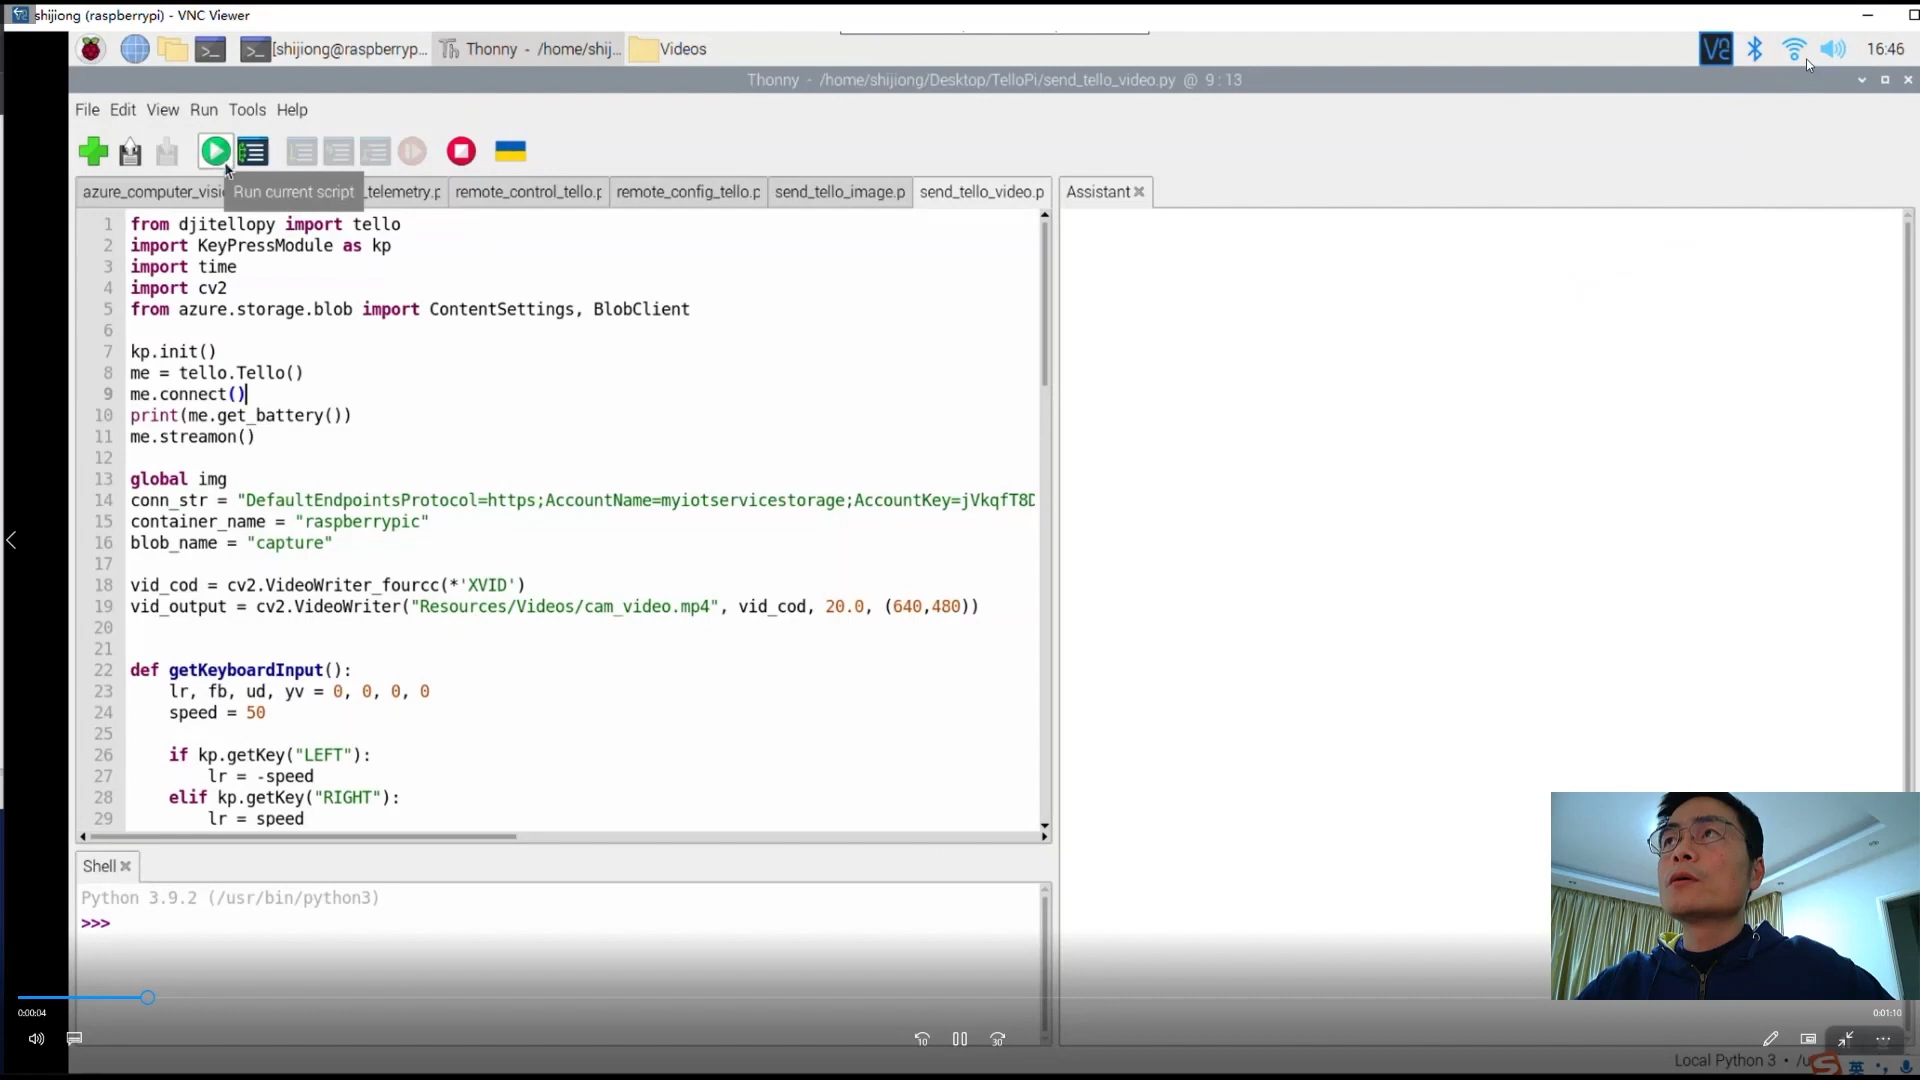 shijiong (raspberrypi) - VNC Viewer
[shijiong@raspberryp... Thonny - /home/shij... Videos 16:46
Thonny - /home/shijiong/Desktop/TelloPi/send_tello_video.py @ 9:13
File Edit View Run Tools Help
azure_computer_visi telemetry.p remote_control_tello.p remote_config_tello.p send_tello_image.p send_tello_video.p Assistant
Run current script
1 from djitellopy import tello
2 import KeyPressModule as kp
3 import time
4 import cv2
5 from azure.storage.blob import ContentSettings, BlobClient
6
7 kp.init()
8 me = tello.Tello()
9 me.connect()
10 print(me.get_battery())
11 me.streamon()
12
13 global img
14 conn_str = "DefaultEndpointsProtocol=https;AccountName=myiotservicestorage;AccountKey=jVkqfT8D
15 container_name = "raspberrypic"
16 blob_name = "capture"
17
18 vid_cod = cv2.VideoWriter_fourcc(*'XVID')
19 vid_output = cv2.VideoWriter("Resources/Videos/cam_video.mp4", vid_cod, 20.0, (640,480))
20
21
22 def getKeyboardInput():
23 lr, fb, ud, yv = 0, 0, 0, 0
24 speed = 50
25
26 if kp.getKey("LEFT"):
27 lr = -speed
28 elif kp.getKey("RIGHT"):
29 lr = speed
Shell
Python 3.9.2 (/usr/bin/python3)
>>>
0:00:04 0:01:10
10 30
Local Python 3 • /u
英